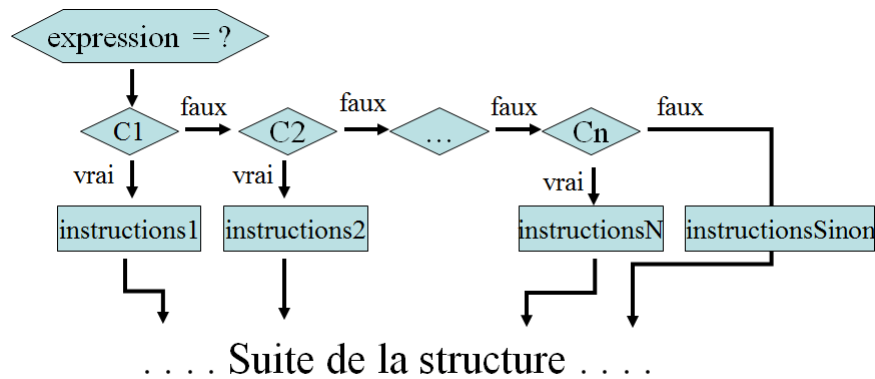 expression = ?
faux
faux
faux
faux
C1
C2
...
Cn
vrai
vrai
vrai
instructions1
instructions2
instructionsN
instructionsSinon
. . . . Suite de la structure . . . .